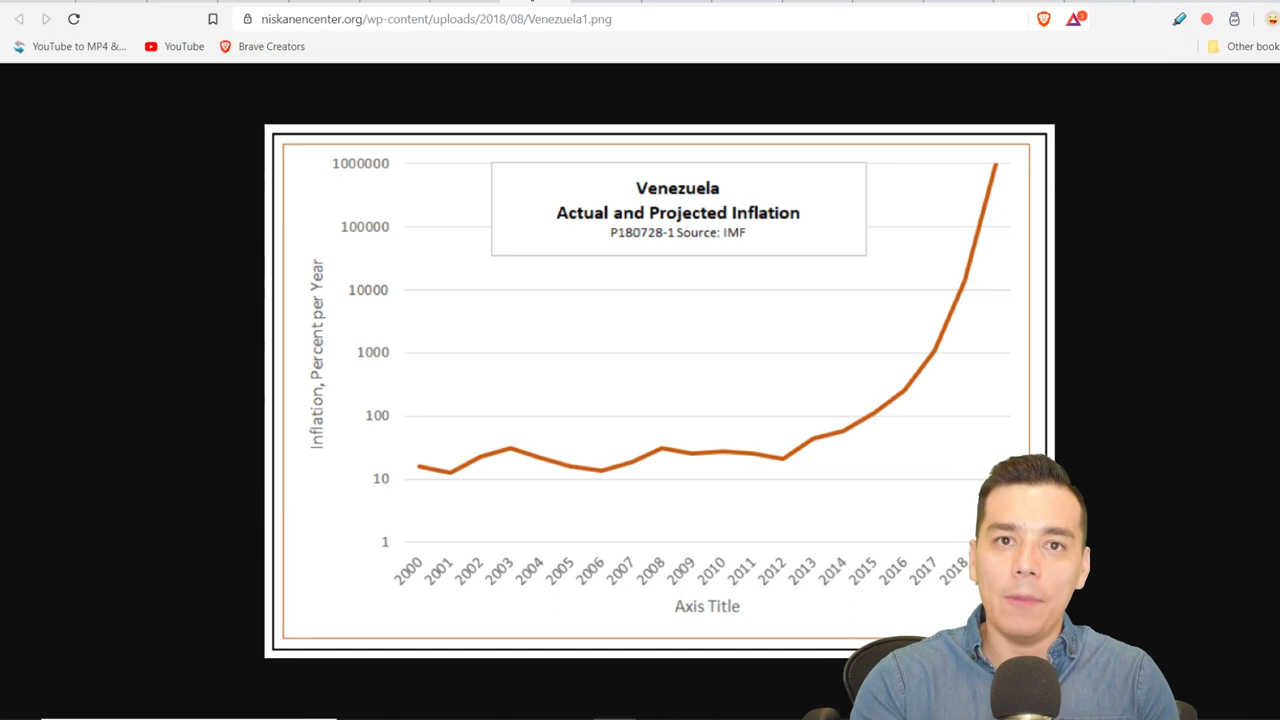 niskanencenter.org/wp-content/uploads/2018/08/Venezuela1.png
YouTube to MP4 &...
YouTube
Brave Creators
Other book
Venezuela
Actual and Projected Inflation
P180728-1 Source: IMF
Inflation, Percent per Year
1000000
100000
10000
1000
100
10
1
2000 2001 2002 2003 2004 2005 2006 2007 2008 2009 2010 2011 2012 2013 2014 2015 2016 2017 2018
Axis Title